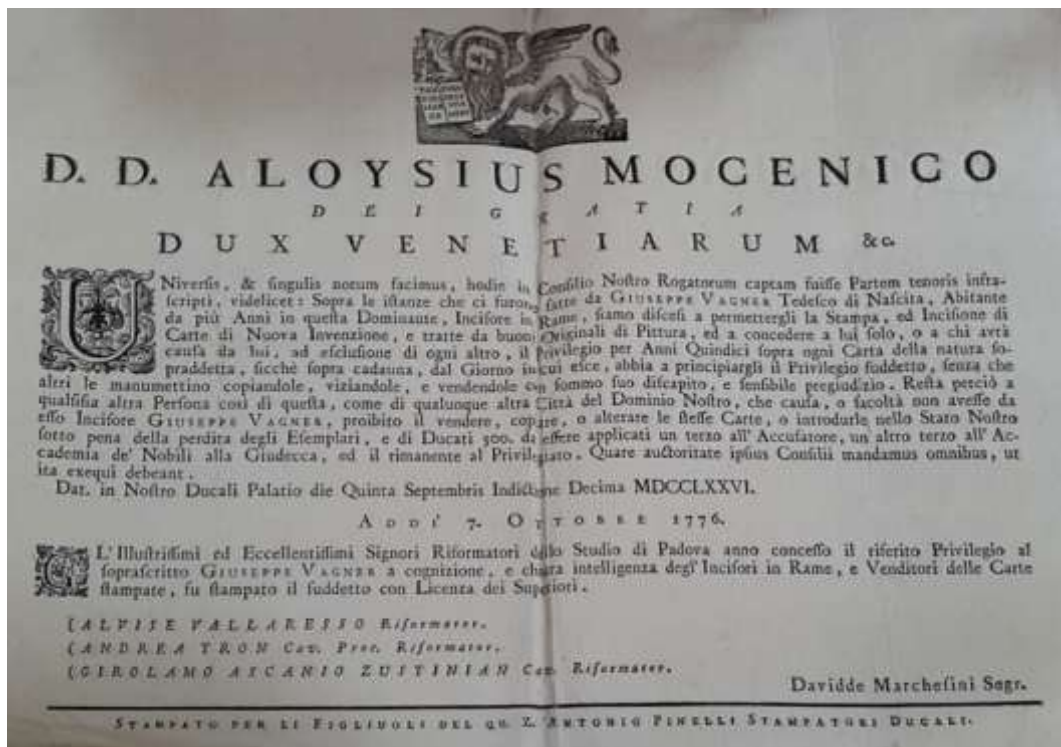 D. D. ALOYSIUS MOCENICO
DEI GRATIA
DUX VENETIARUM &c.
UNiversis, & singulis notum facimus, hodie in Consilio Nostro Rogatorum captam fuisse Partem tenoris infra-
scripti, videlicet: Sopra le istanze che ci furono fatte da GIUSEPPE VAGNER Tedesco di Nascita, Abitante
da più Anni in questa Dominante, Incisore in Rame, siamo discesi a permettergli la Stampa, ed Incisione di
Carte di Nuova Invenzione, e tratte da buoni Originali di Pittura, ed a concedere a lui solo, o a chi avrà
causa da lui, ad esclusione di ogni altro, il Privilegio per Anni Quindici sopra ogni Carta della natura so-
praddetta, sicchè sopra cadauna, dal Giorno in cui esce, abbia a principiargli il Privilegio suddetto, senza che
altri le manumettino copiandole, viziandole, e vendendole con sommo suo discapito, e sensibile pregiudizio. Resta perciò a
qualsisia altra Persona così di questa, come di qualunque altra Città del Dominio Nostro, che causa, o facoltà non avesse da
esso Incisore GIUSEPPE VAGNER, proibito il vendere, copiare, o alterare le stesse Carte, o introdurle nello Stato Nostro
sotto pena della perdita degli Esemplari, e di Ducati 500. da essere applicati un terzo all' Accusatore, un' altro terzo all' Ac-
cademia de' Nobili alla Giudecca, ed il rimanente al Privilegiato. Quare auctoritate ipsius Consilii mandamus omnibus, ut
ita exequi debeant.
Dat. in Nostro Ducali Palatio die Quinta Septembris Indictione Decima MDCCLXXVI.
ADDI' 7. OTTOBRE 1776.
GL'Illustrissimi ed Eccellentissimi Signori Riformatori dello Studio di Padova anno concesso il riferito Privilegio al
soprascritto GIUSEPPE VAGNER a cognizione, e chiara intelligenza degl' Incisori in Rame, e Venditori delle Carte
stampate, fu stampato il suddetto con Licenza dei Superiori.
(ALVISE VALLARESSO Riformator.
(ANDREA TRON Cav. Proc. Riformator.
(GIROLAMO ASCANIO ZUSTINIAN Cav. Riformator.
Davidde Marchesini Segr.
STAMPATO PER LI FIGLIUOLI DEL QU. Z. ANTONIO PINELLI STAMPATORI DUCALI.